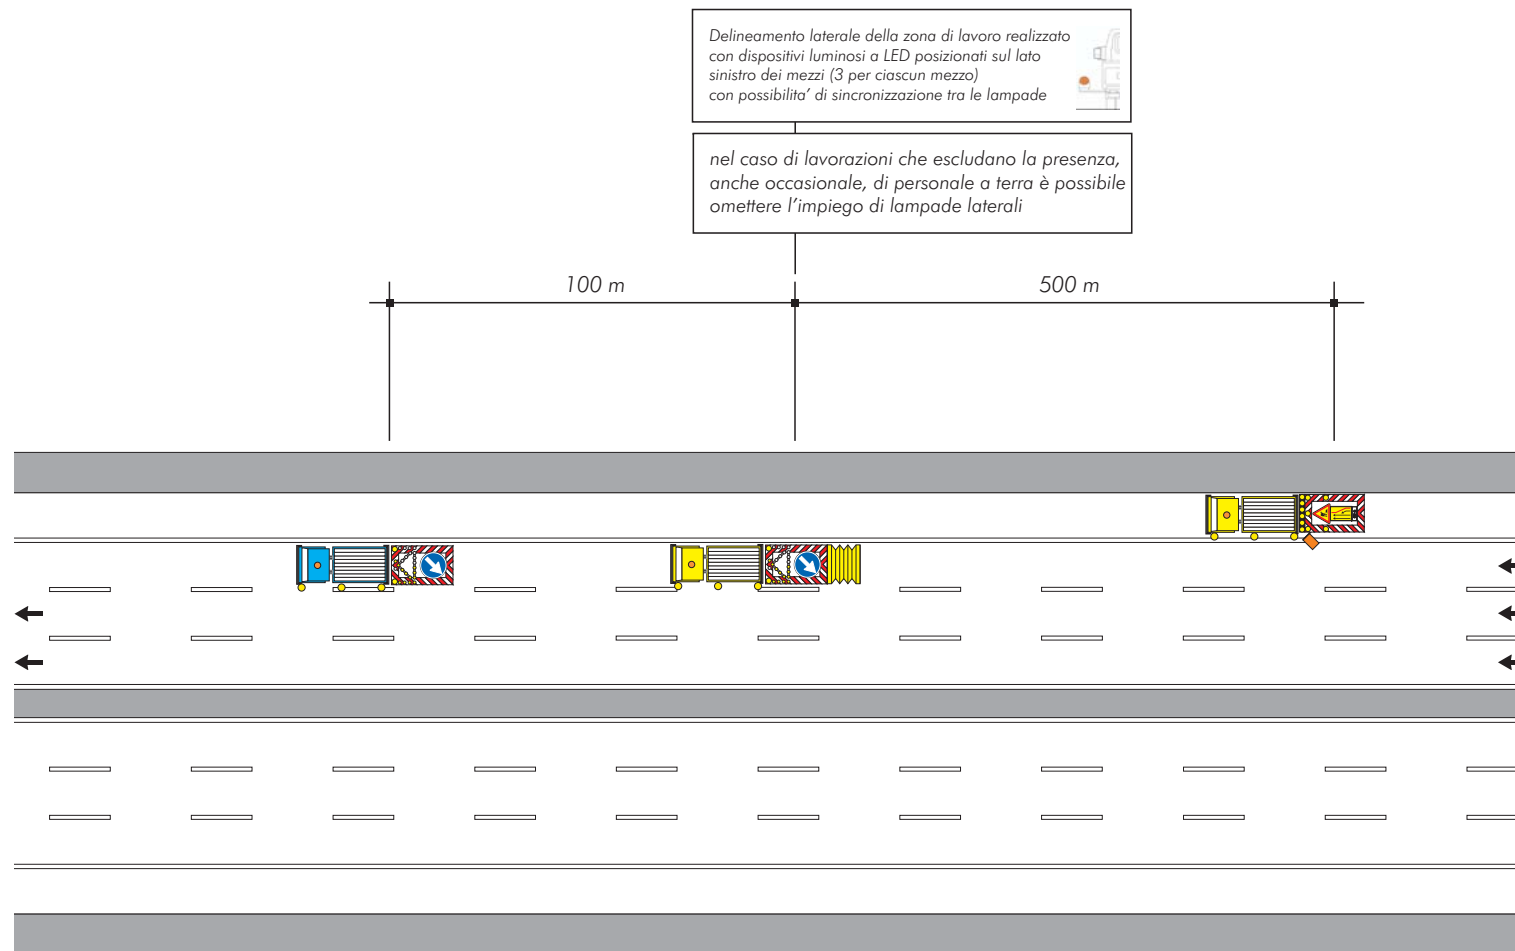 Delineamento laterale della zona di lavoro realizzato
con dispositivi luminosi a LED posizionati sul lato
sinistro dei mezzi (3 per ciascun mezzo)
con possibilita’ di sincronizzazione tra le lampade
nel caso di lavorazioni che escludano la presenza,
anche occasionale, di personale a terra è possibile
omettere l’impiego di lampade laterali
100 m
500 m